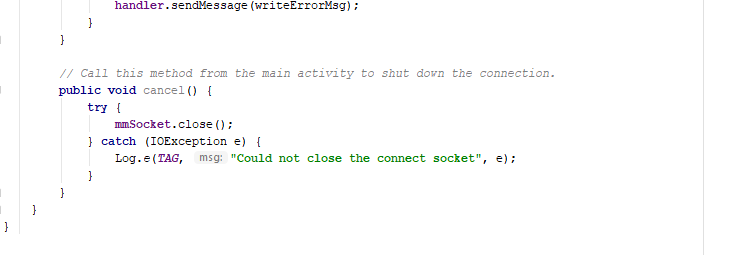 handler.sendMessage(writeErrorMsg);
}
}
// Call this method from the main activity to shut down the connection.
public void cancel() {
try {
mmSocket.close();
} catch (IOException e) {
Log.e(TAG, msg: "Could not close the connect socket", e);
}
}
}
}